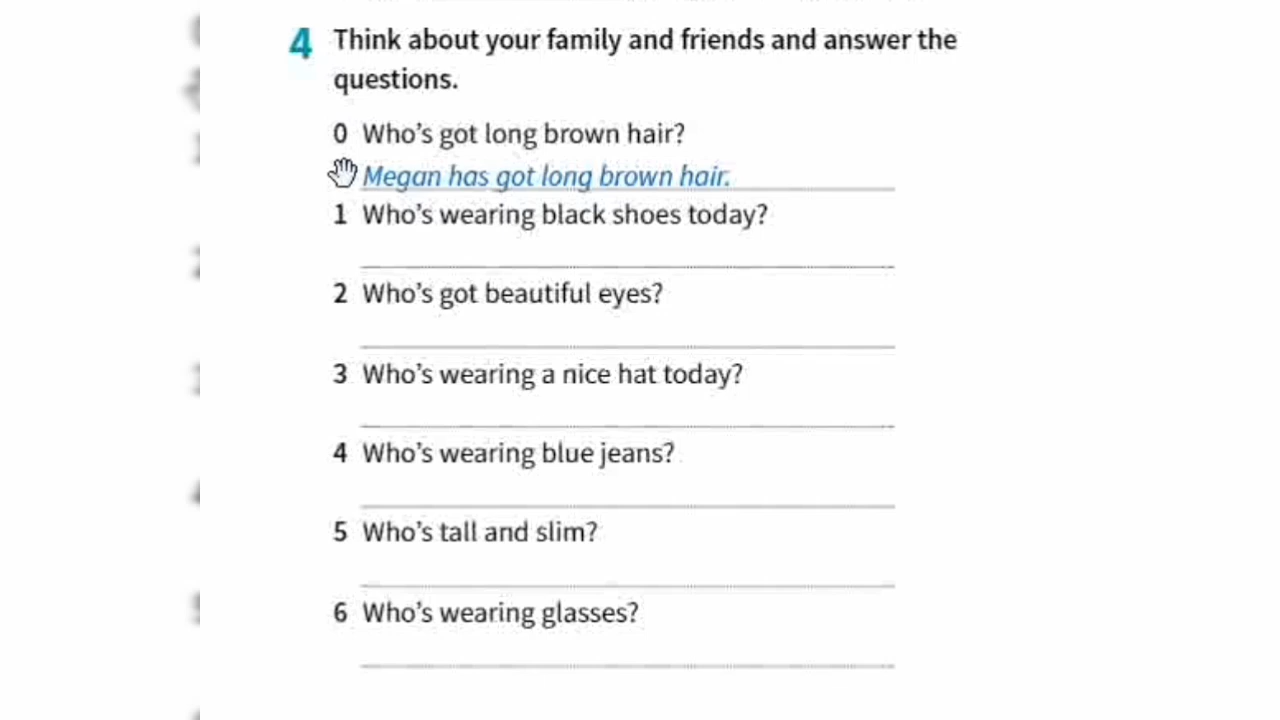 4 Think about your family and friends and answer the
questions.
0 Who's got long brown hair?
Megan has got long brown hair.
1 Who's wearing black shoes today?
2 Who's got beautiful eyes?
3 Who's wearing a nice hat today?
4 Who's wearing blue jeans?
5 Who's tall and slim?
6 Who's wearing glasses?